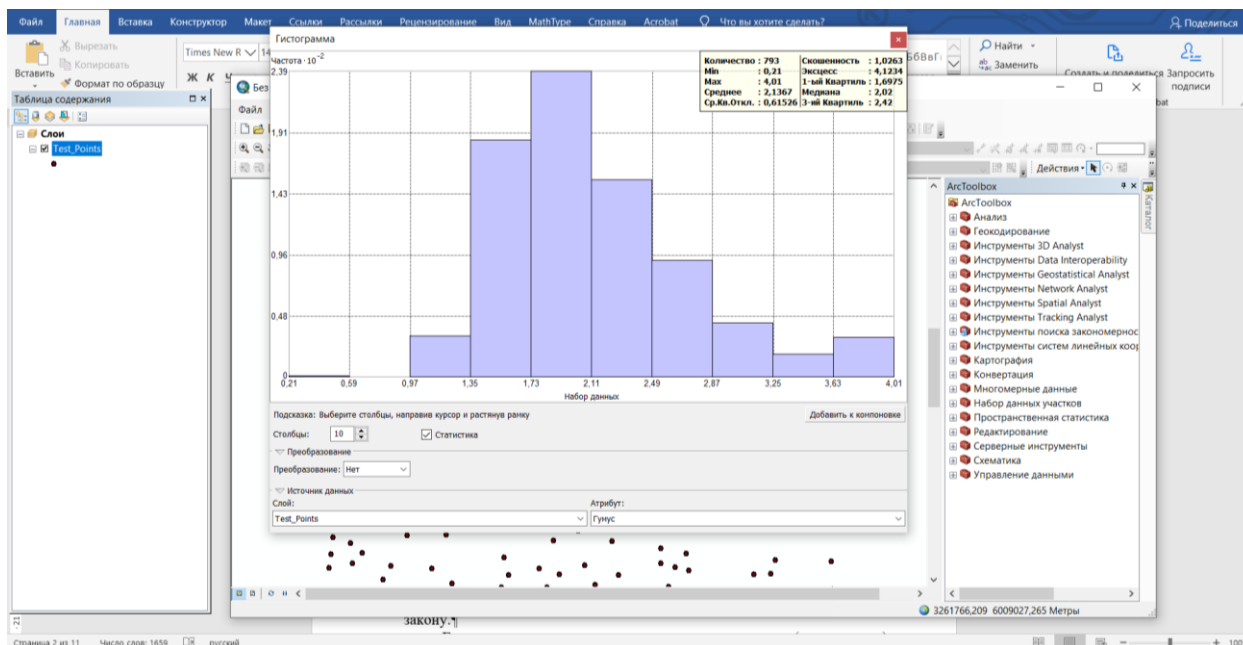 Файл Главная Вставка Конструктор Макет Ссылки Рассылки Рецензирование Вид MathType Справка Acrobat Что вы хотите сделать? Поделиться
Вставить
Вырезать
Копировать
Формат по образцу
Times New R 14
Ж К Ч
Найти
Заменить
Создать и поделиться Запросить
подписи
Таблица содержания
Слои
Test_Points
Без
Файл
Гистограмма
Частота · 10⁻²
2,39
1,91
1,43
0,96
0,48
0
0,21 0,59 0,97 1,35 1,73 2,11 2,49 2,87 3,25 3,63 4,01
Набор данных
Количество : 793 Скошенность : 1,0263
Min : 0,21 Эксцесс : 4,1234
Max : 4,01 1-ый Квартиль : 1,6975
Среднее : 2,1367 Медиана : 2,02
Ср.Кв.Откл. : 0,61526 3-ий Квартиль : 2,42
Подсказка: Выберите столбцы, направив курсор и растянув рамку
Добавить к компоновке
Столбцы: 10 Статистика
Преобразование
Преобразование: Нет
Источник данных
Слой: Атрибут:
Test_Points Гумус
Действия
ArcToolbox
Каталог
ArcToolbox
Анализ
Геокодирование
Инструменты 3D Analyst
Инструменты Data Interoperability
Инструменты Geostatistical Analyst
Инструменты Network Analyst
Инструменты Spatial Analyst
Инструменты Tracking Analyst
Инструменты поиска закономернос
Инструменты систем линейных коор
Картография
Конвертация
Многомерные данные
Набор данных участков
Пространственная статистика
Редактирование
Серверные инструменты
Схематика
Управление данными
3261766,209 6009027,265 Метры
закону.¶
Страница 2 из 11 Число слов: 1659 русский